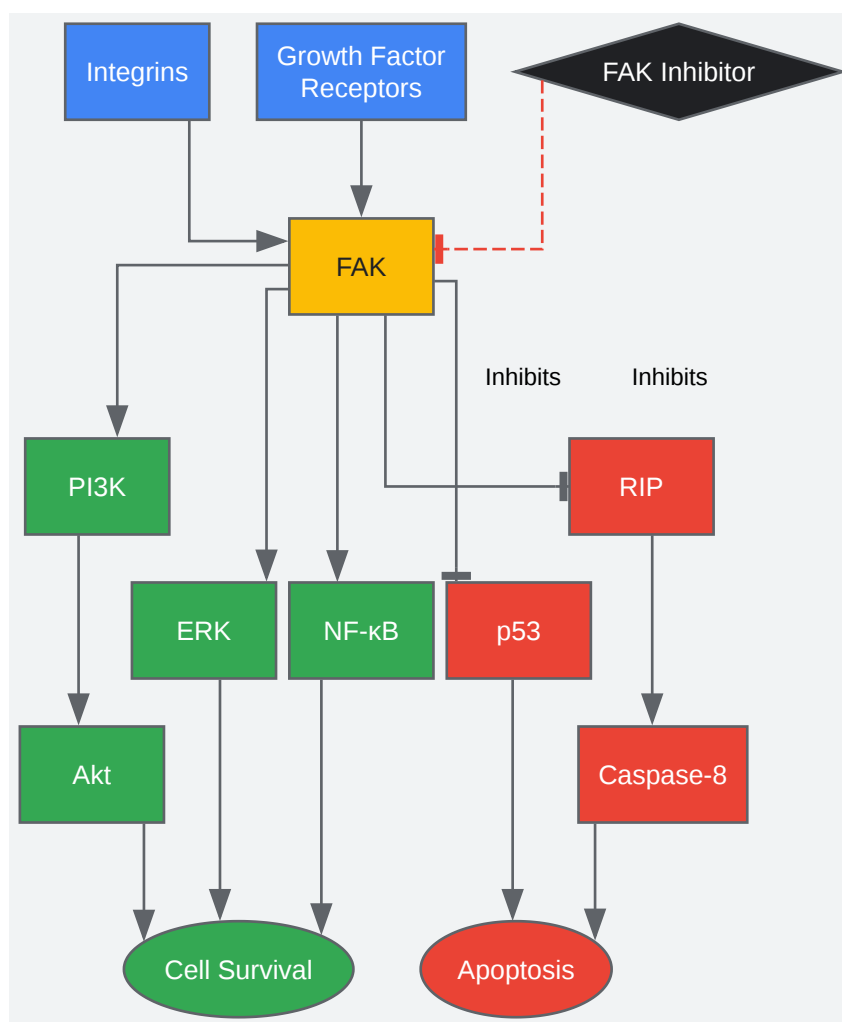 Integrins
Growth Factor
Receptors
FAK Inhibitor
FAK
Inhibits
Inhibits
PI3K
RIP
ERK
NF-κB
p53
Akt
Caspase-8
Cell Survival
Apoptosis